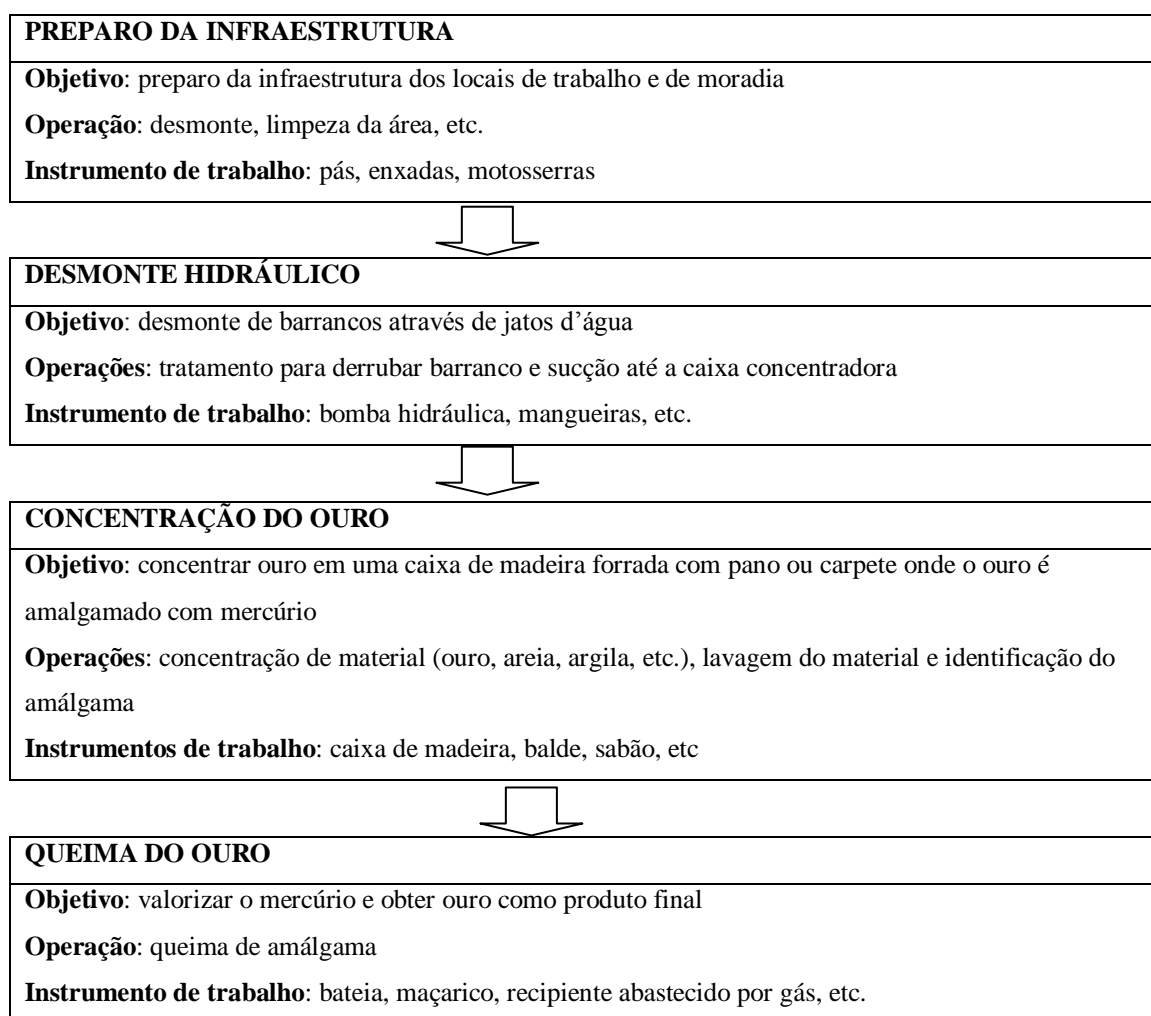 PREPARO DA INFRAESTRUTURA
Objetivo: preparo da infraestrutura dos locais de trabalho e de moradia
Operação: desmonte, limpeza da área, etc.
Instrumento de trabalho: pás, enxadas, motosserras
DESMONTE HIDRÁULICO
Objetivo: desmonte de barrancos através de jatos d’água
Operações: tratamento para derrubar barranco e sucção até a caixa concentradora
Instrumento de trabalho: bomba hidráulica, mangueiras, etc.
CONCENTRAÇÃO DO OURO
Objetivo: concentrar ouro em uma caixa de madeira forrada com pano ou carpete onde o ouro é
amalgamado com mercúrio
Operações: concentração de material (ouro, areia, argila, etc.), lavagem do material e identificação do
amálgama
Instrumentos de trabalho: caixa de madeira, balde, sabão, etc
QUEIMA DO OURO
Objetivo: valorizar o mercúrio e obter ouro como produto final
Operação: queima de amálgama
Instrumento de trabalho: bateia, maçarico, recipiente abastecido por gás, etc.